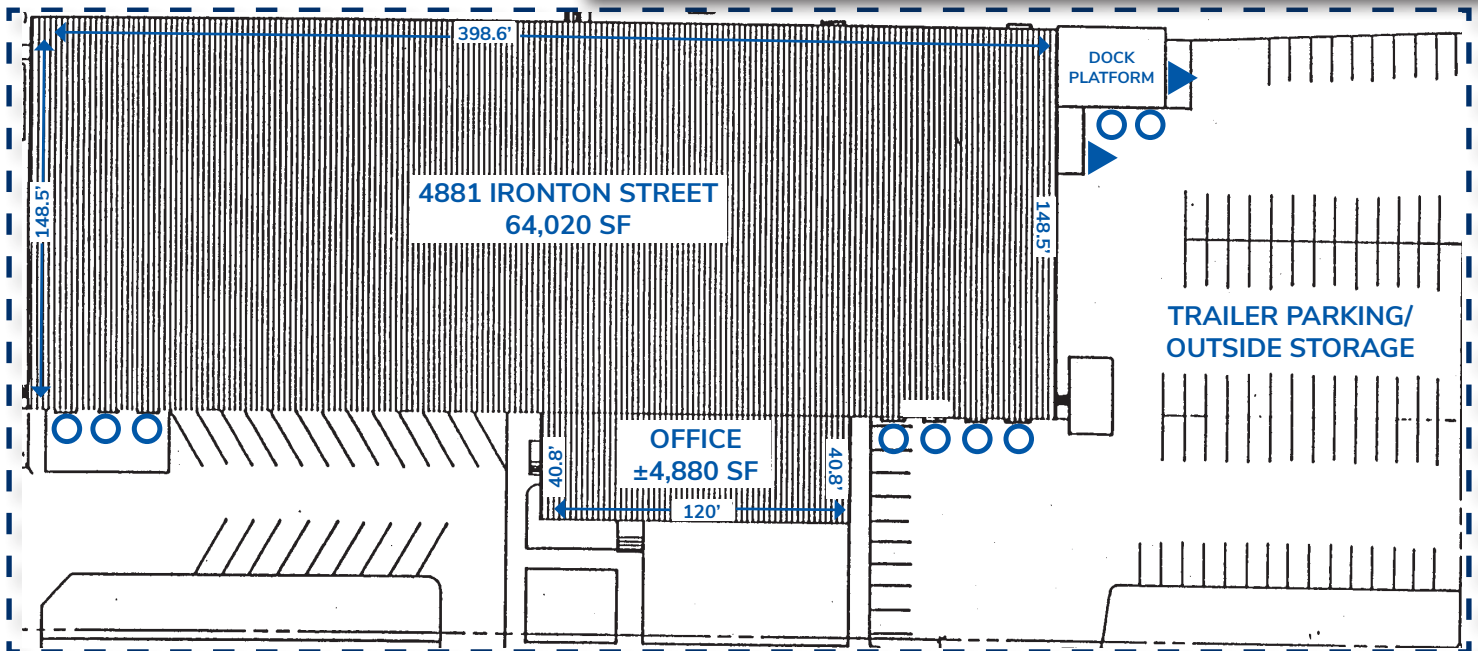 398.6'
DOCK
PLATFORM
148.5'
4881 IRONTON STREET
64,020 SF
148.5'
TRAILER PARKING/
OUTSIDE STORAGE
OFFICE
±4,880 SF
40.8'
40.8'
120'